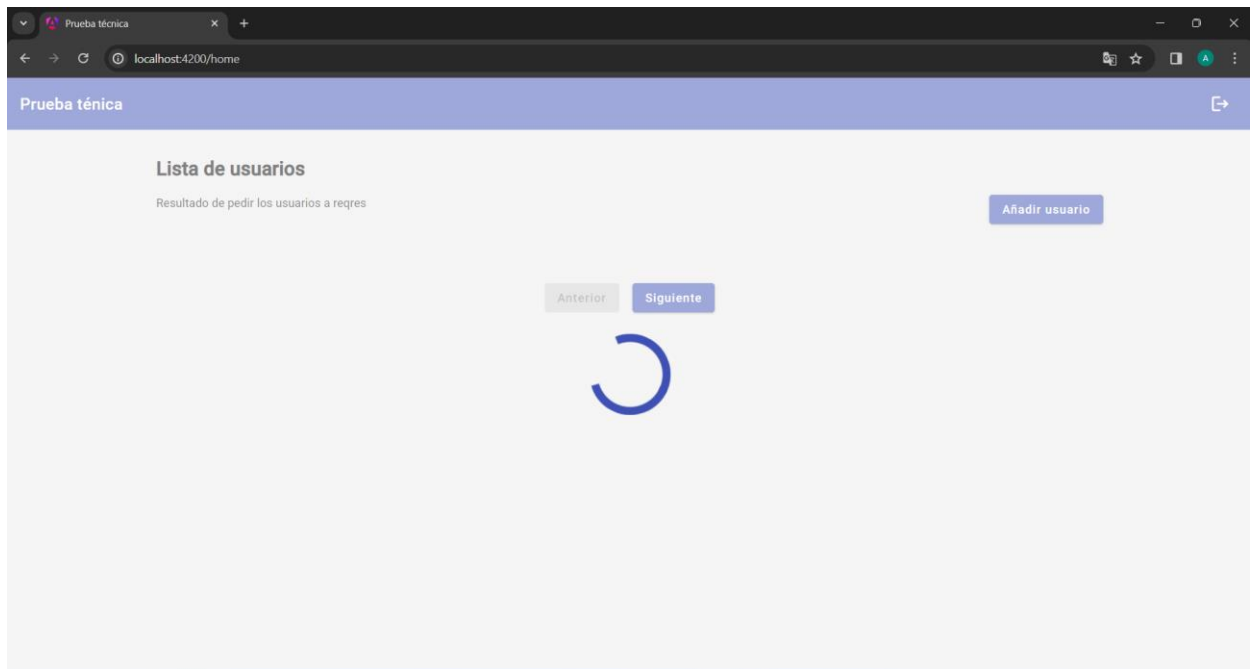 Prueba técnica
localhost:4200/home
A
Prueba ténica
Lista de usuarios
Resultado de pedir los usuarios a reqres
Añadir usuario
Anterior
Siguiente